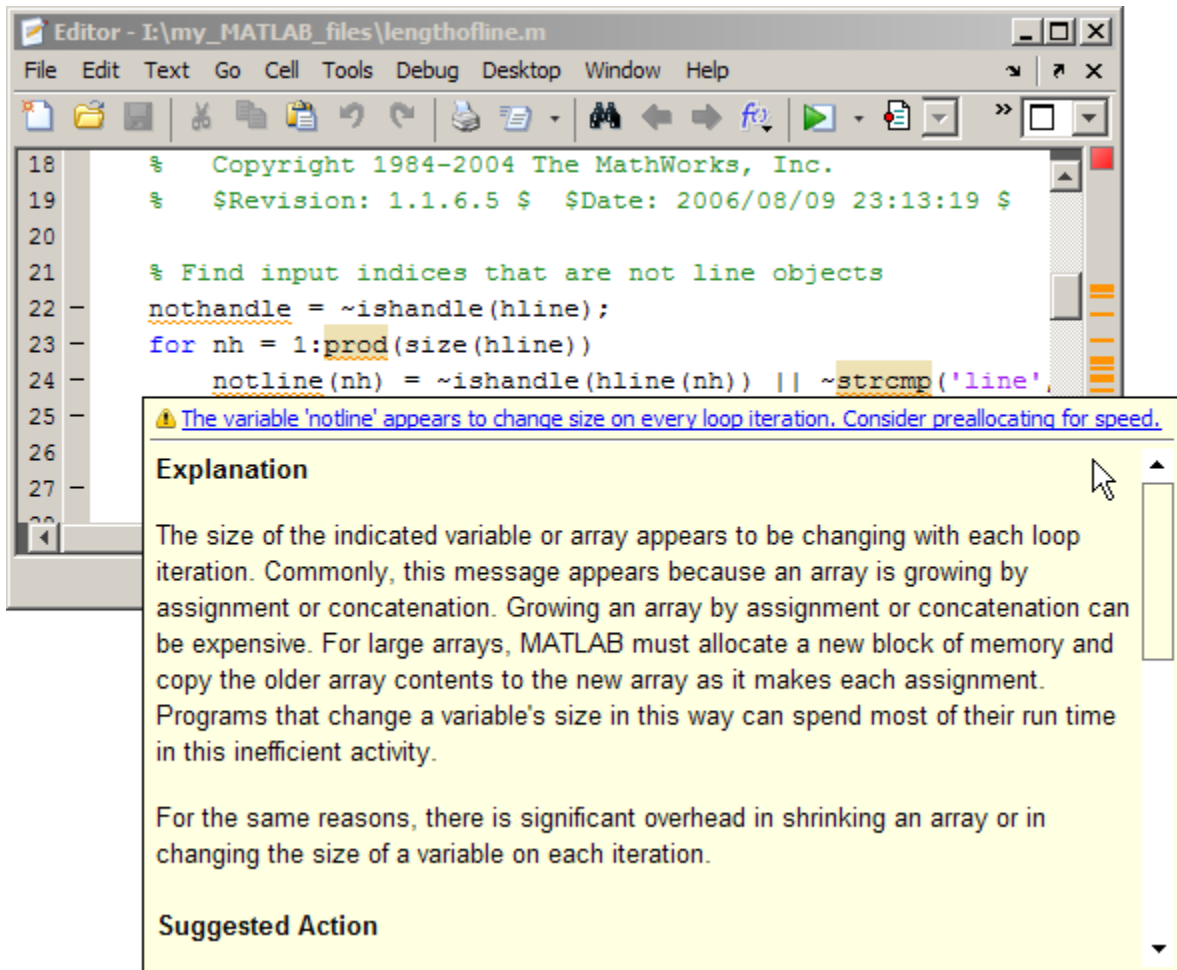 Editor - I:\my_MATLAB_files\lengthofline.m
File Edit Text Go Cell Tools Debug Desktop Window Help
18 % Copyright 1984-2004 The MathWorks, Inc.
19 % $Revision: 1.1.6.5 $ $Date: 2006/08/09 23:13:19 $
20
21 % Find input indices that are not line objects
22 - nothandle = ~ishandle(hline);
23 - for nh = 1:prod(size(hline))
24 - notline(nh) = ~ishandle(hline(nh)) || ~strcmp('line',
25 -
The variable 'notline' appears to change size on every loop iteration. Consider preallocating for speed.
26
27 -
Explanation
The size of the indicated variable or array appears to be changing with each loop
iteration. Commonly, this message appears because an array is growing by
assignment or concatenation. Growing an array by assignment or concatenation can
be expensive. For large arrays, MATLAB must allocate a new block of memory and
copy the older array contents to the new array as it makes each assignment.
Programs that change a variable's size in this way can spend most of their run time
in this inefficient activity.
For the same reasons, there is significant overhead in shrinking an array or in
changing the size of a variable on each iteration.
Suggested Action